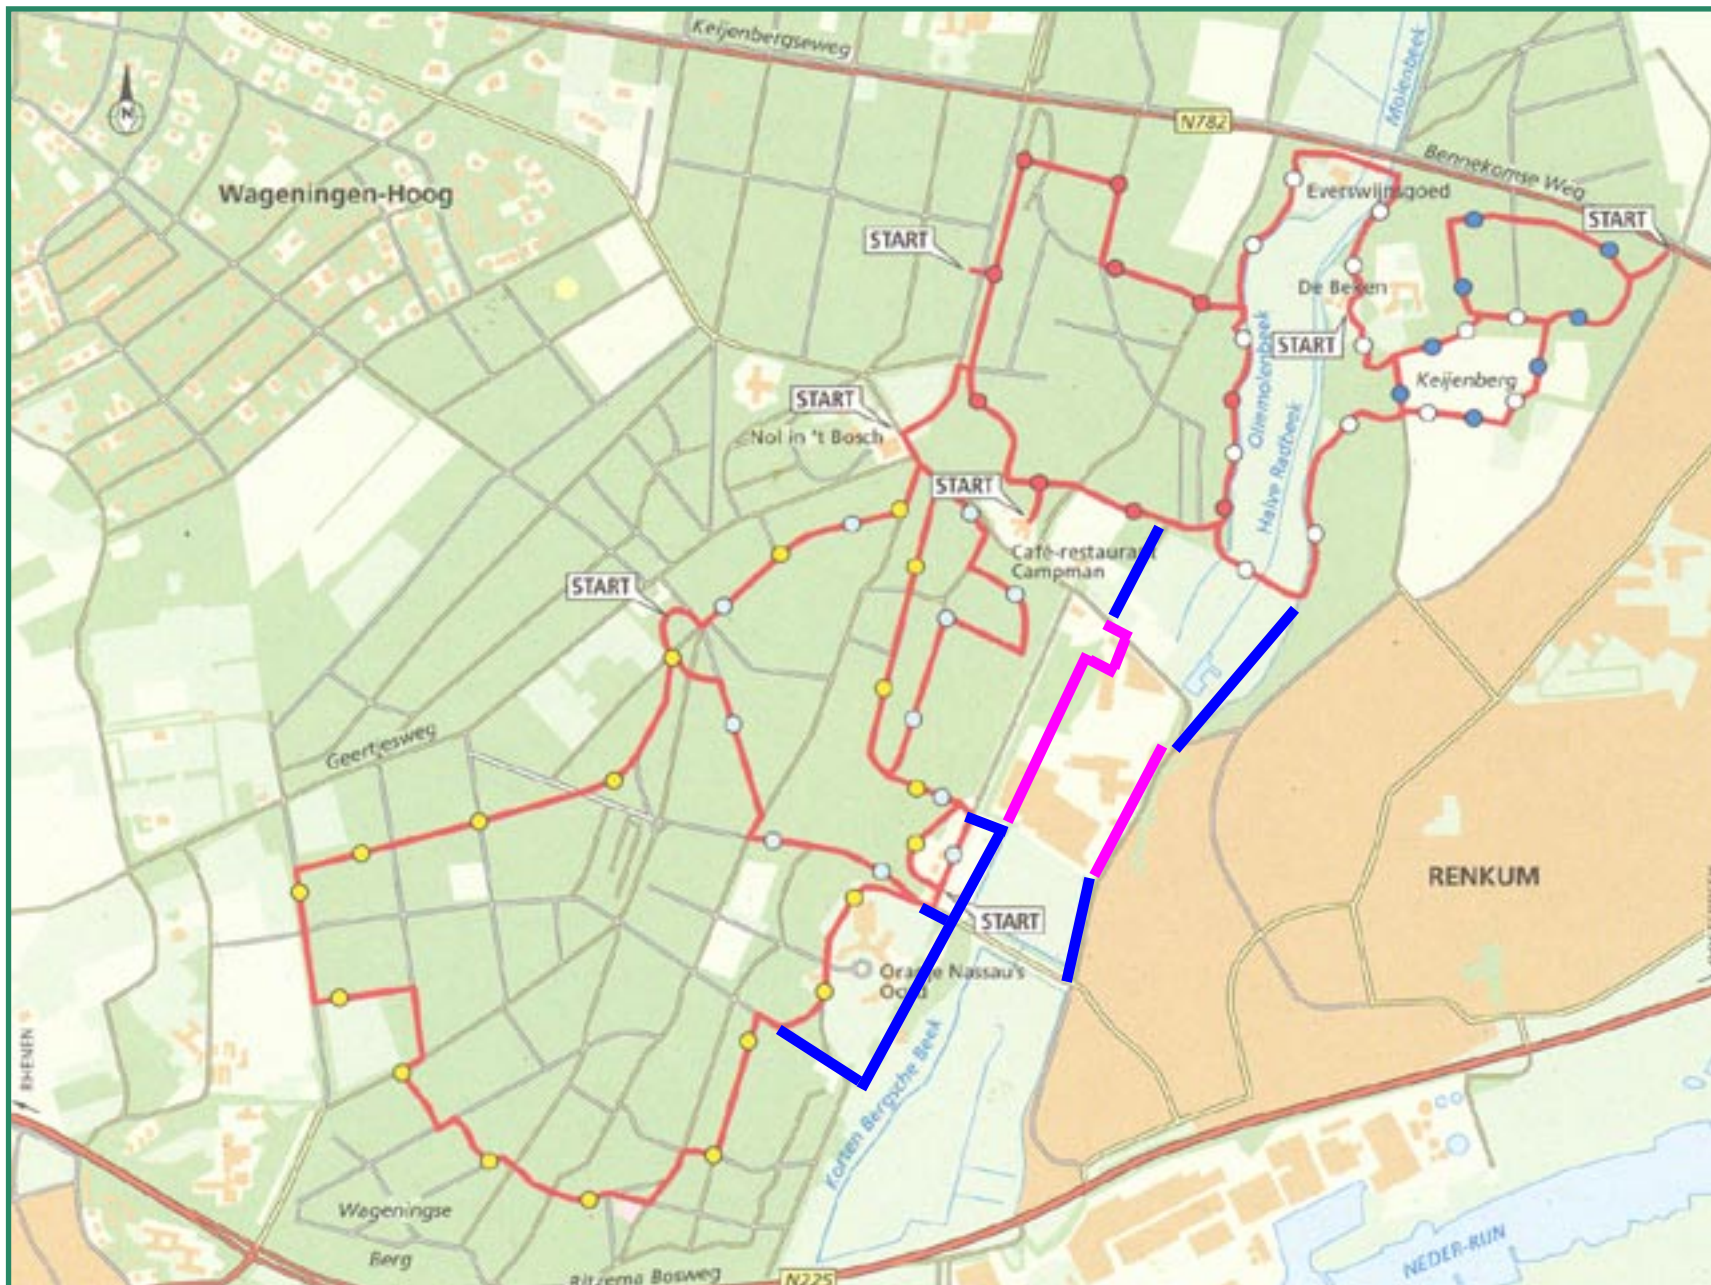 Keijenbergseweg
Molenbeek
N
N782
Bennekomse Weg
Wageningen-Hoog
Everswijnsgoed
START
START
De Beken
Oliemolenbeek
START
Keijenberg
START
Nol in 't Bosch
Halve Radbeek
START
Café-restaurant
Campman
START
Geertjesweg
RENKUM
START
Oranje Nassau's
Oord
RHENEN
Korten Bergsche Beek
Wageningse
Berg
NEDER-RIJN
Ritzema Bosweg
N225